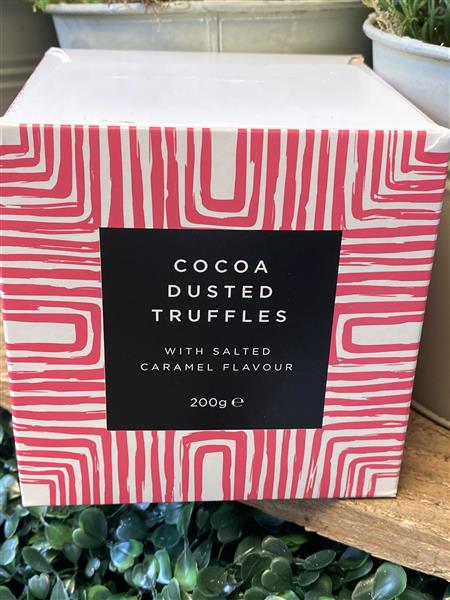 COCOA
DUSTED
TRUFFLES
WITH SALTED
CARAMEL FLAVOUR
200g ℮